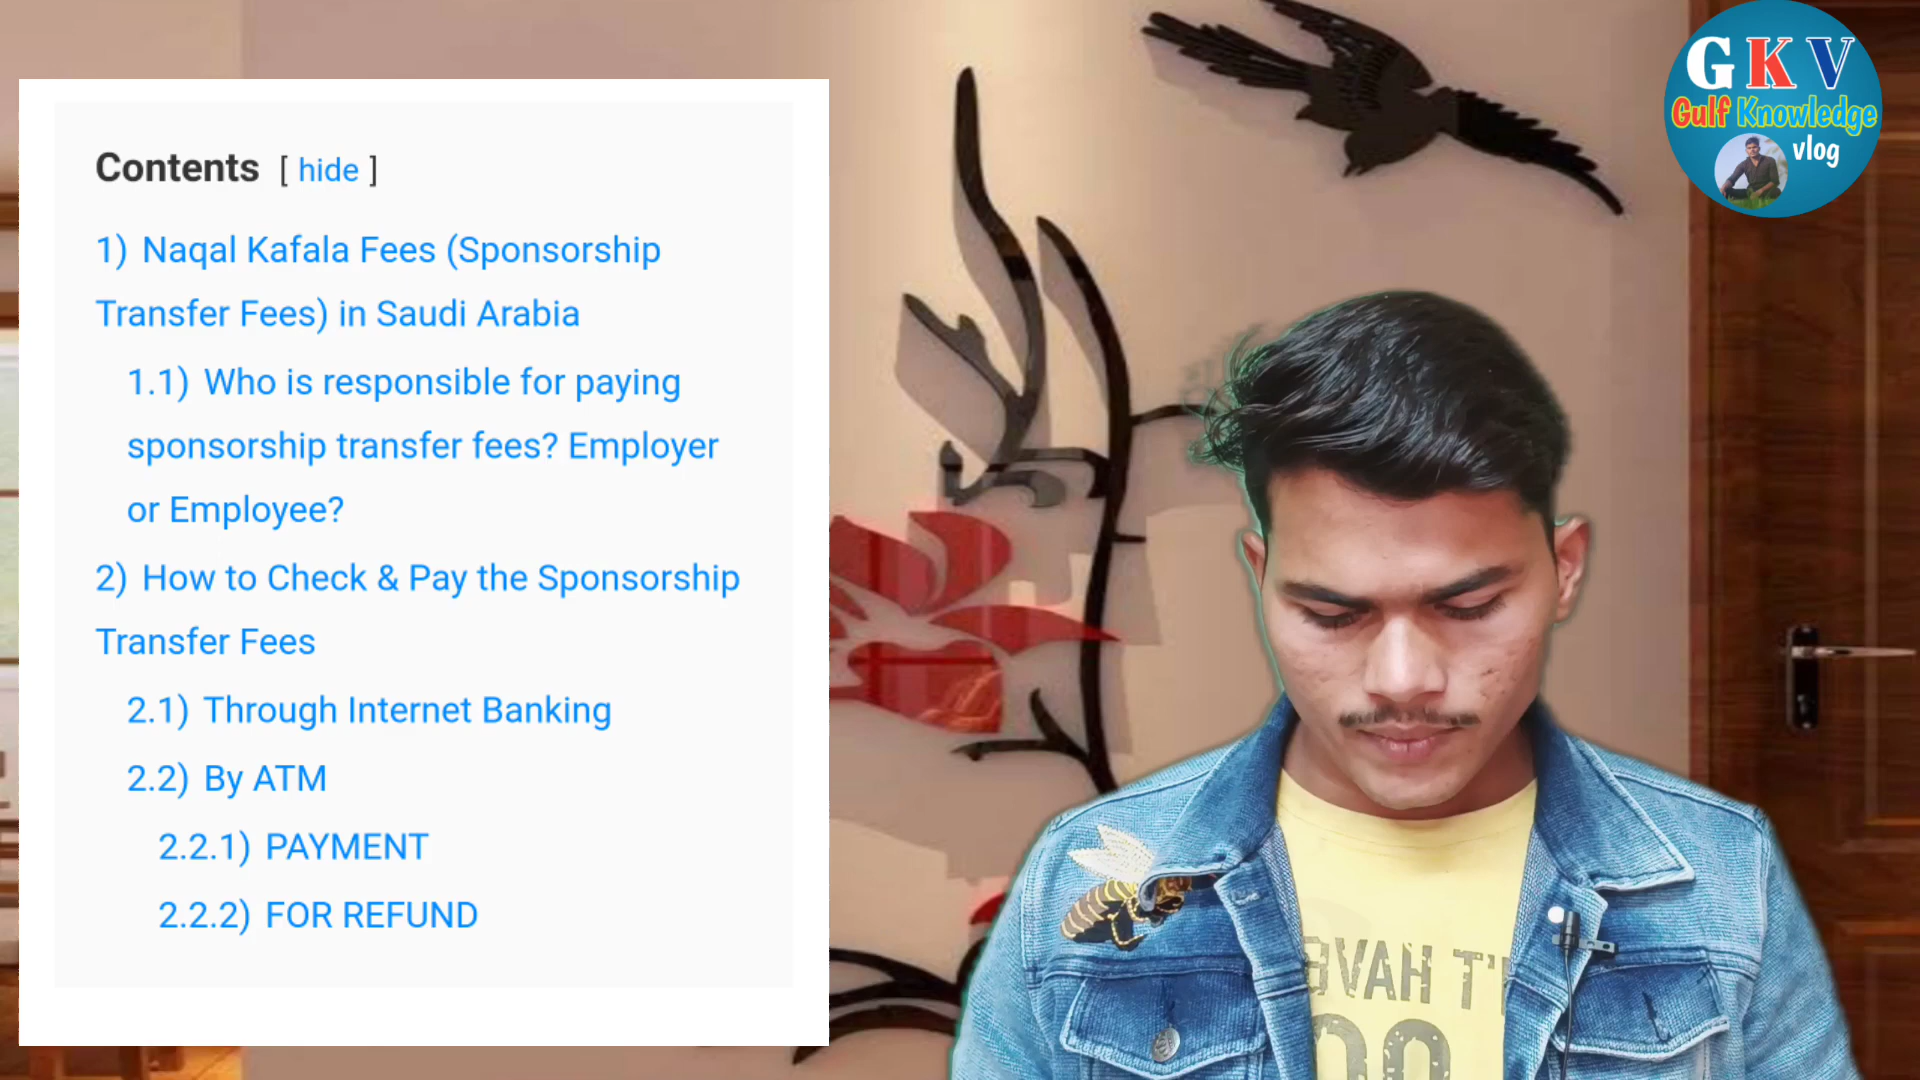 Contents [ hide ]
1) Naqal Kafala Fees (Sponsorship
Transfer Fees) in Saudi Arabia
1.1) Who is responsible for paying
sponsorship transfer fees? Employer
or Employee?
2) How to Check & Pay the Sponsorship
Transfer Fees
2.1) Through Internet Banking
2.2) By ATM
2.2.1) PAYMENT
2.2.2) FOR REFUND
G K V
Gulf Knowledge
vlog